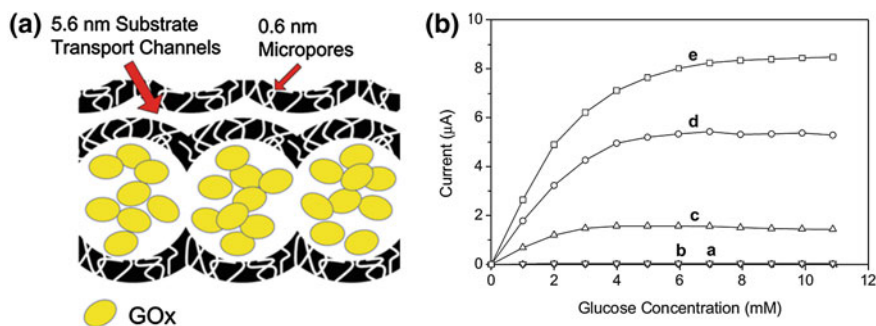 (a)
5.6 nm Substrate
Transport Channels
0.6 nm
Micropores
GOx
(b)
10
8
6
4
2
0
Current (µA)
e
d
c
b a
0 2 4 6 8 10 12
Glucose Concentration (mM)